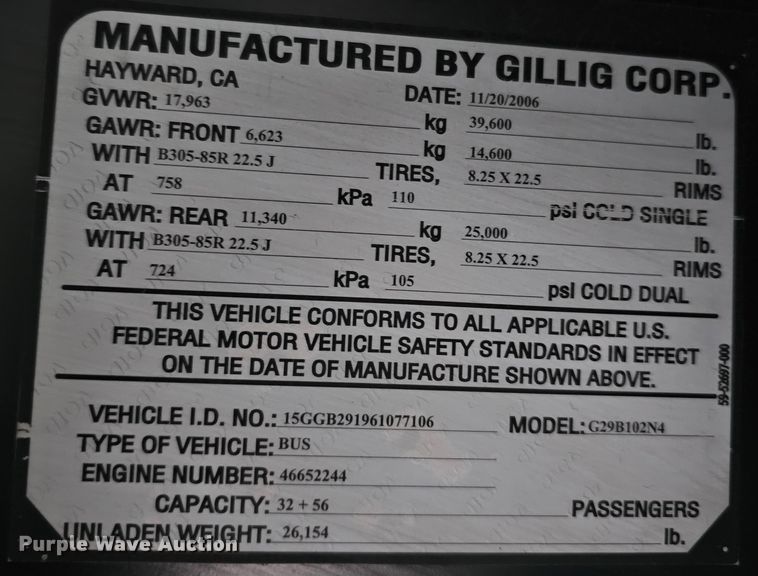 MANUFACTURED BY GILLIG CORP.
HAYWARD, CA DATE: 11/20/2006
GVWR: 17,963 kg 39,600 lb.
GAWR: FRONT 6,623 kg 14,600 lb.
WITH B305-85R 22.5 J TIRES, 8.25 X 22.5 RIMS
AT 758 kPa 110 psi COLD SINGLE
GAWR: REAR 11,340 kg 25,000 lb.
WITH B305-85R 22.5 J TIRES, 8.25 X 22.5 RIMS
AT 724 kPa 105 psi COLD DUAL
THIS VEHICLE CONFORMS TO ALL APPLICABLE U.S.
FEDERAL MOTOR VEHICLE SAFETY STANDARDS IN EFFECT
ON THE DATE OF MANUFACTURE SHOWN ABOVE.
59-52697-000
VEHICLE I.D. NO.: 15GGB291961077106 MODEL: G29B102N4
TYPE OF VEHICLE: BUS
ENGINE NUMBER: 46652244
CAPACITY: 32 + 56 PASSENGERS
UNLADEN WEIGHT: 26,154 lb.
Purple Wave Auction